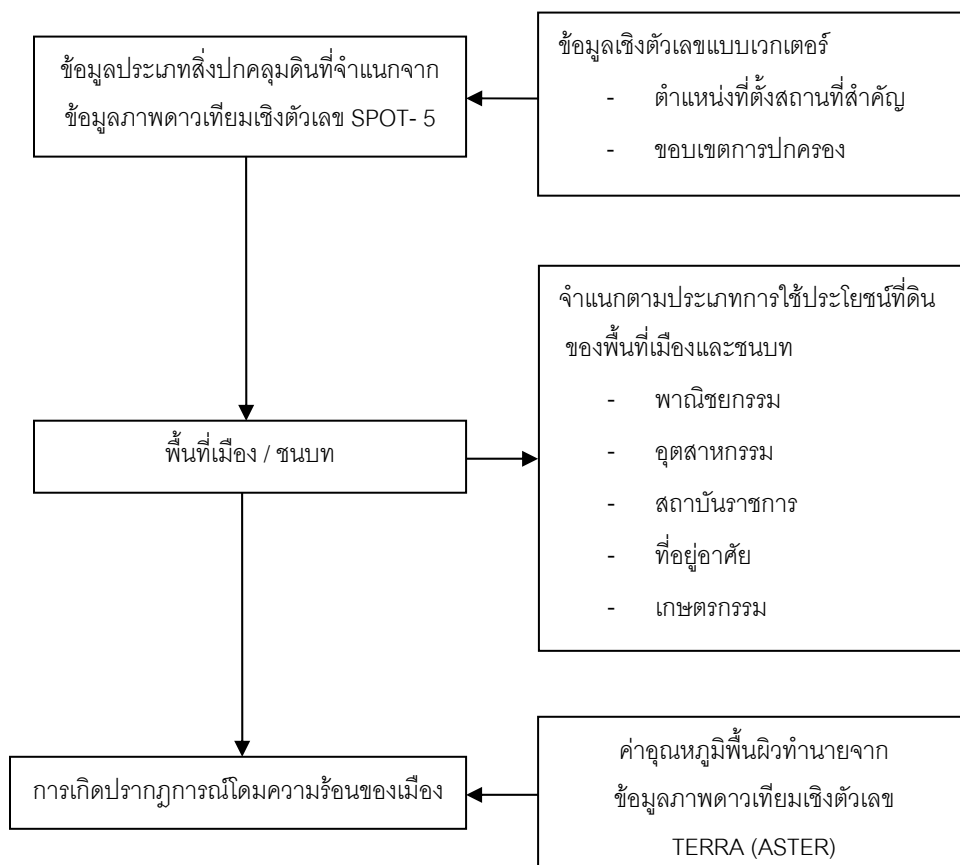 ข้อมูลประเภทสิ่งปกคลุมดินที่จำแนกจาก
ข้อมูลภาพดาวเทียมเชิงตัวเลข SPOT- 5
ข้อมูลเชิงตัวเลขแบบเวกเตอร์
- ตำแหน่งที่ตั้งสถานที่สำคัญ
- ขอบเขตการปกครอง
พื้นที่เมือง / ชนบท
จำแนกตามประเภทการใช้ประโยชน์ที่ดิน
ของพื้นที่เมืองและชนบท
- พาณิชยกรรม
- อุตสาหกรรม
- สถาบันราชการ
- ที่อยู่อาศัย
- เกษตรกรรม
การเกิดปรากฏการณ์โดมความร้อนของเมือง
ค่าอุณหภูมิพื้นผิวทำนายจาก
ข้อมูลภาพดาวเทียมเชิงตัวเลข
TERRA (ASTER)